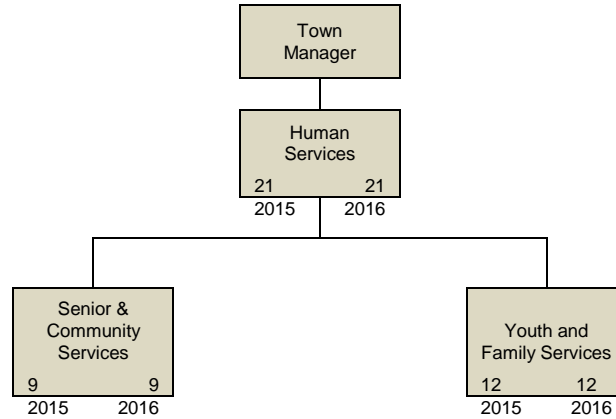 Town
Manager
Human
Services
21 21
2015 2016
Senior &
Community
Services
9 9
2015 2016
Youth and
Family Services
12 12
2015 2016